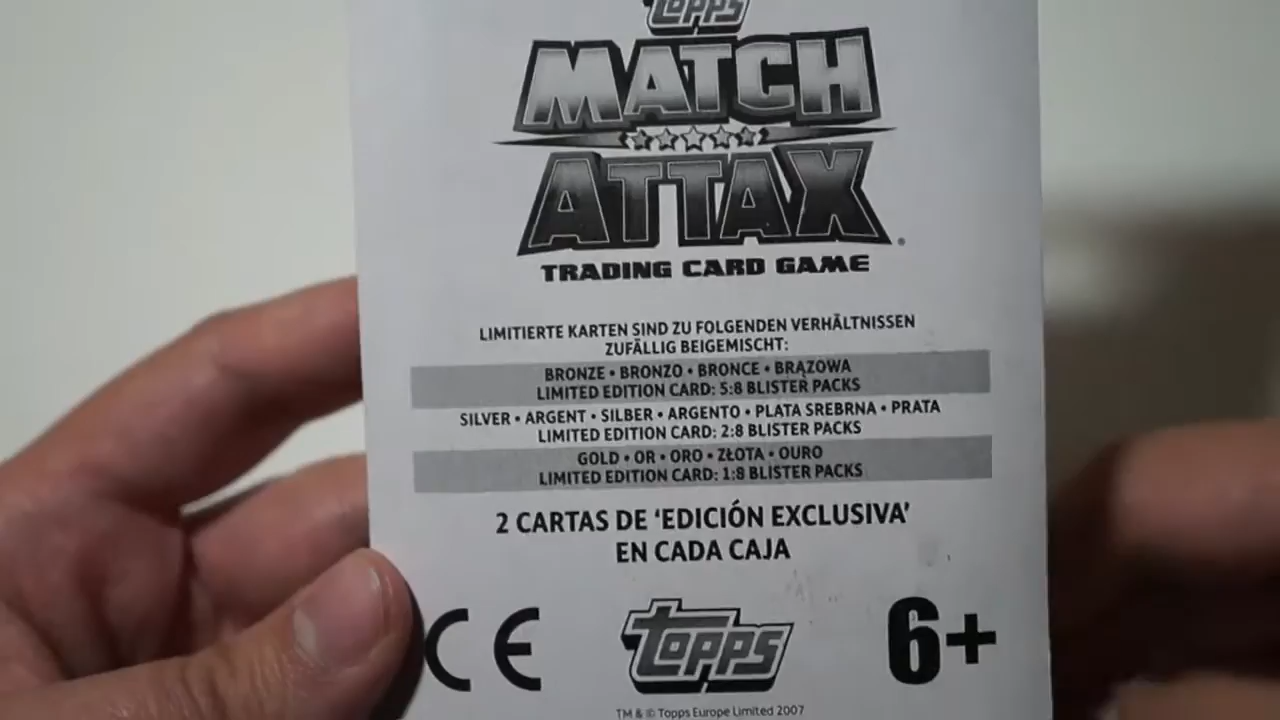 topps
MATCH
ATTAX.
TRADING CARD GAME
LIMITIERTE KARTEN SIND ZU FOLGENDEN VERHÄLTNISSEN
ZUFÄLLIG BEIGEMISCHT:
BRONZE • BRONZO • BRONCE • BRĄZOWA
LIMITED EDITION CARD: 5:8 BLISTER PACKS
SILVER • ARGENT • SILBER • ARGENTO • PLATA SREBRNA • PRATA
LIMITED EDITION CARD: 2:8 BLISTER PACKS
GOLD • OR • ORO • ZŁOTA • OURO
LIMITED EDITION CARD: 1:8 BLISTER PACKS
2 CARTAS DE ‘EDICIÓN EXCLUSIVA’
EN CADA CAJA
CE topps 6+
TM & © Topps Europe Limited 2007